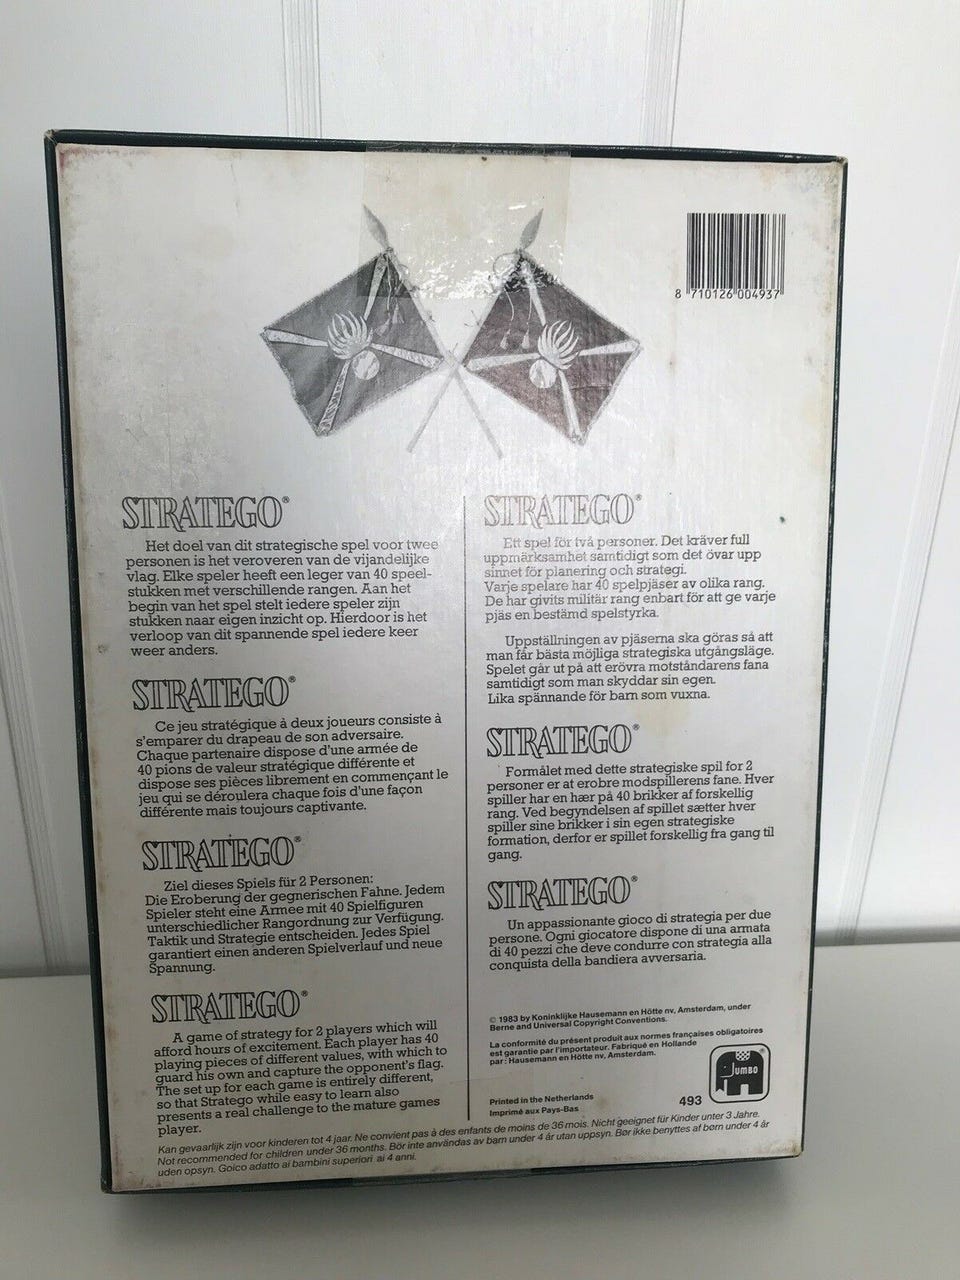 8 710126 004937
STRATEGO®
Het doel van dit strategische spel voor twee
personen is het veroveren van de vijandelijke
vlag. Elke speler heeft een leger van 40 speel-
stukken met verschillende rangen. Aan het
begin van het spel stelt iedere speler zijn
stukken naar eigen inzicht op. Hierdoor is het
verloop van dit spannende spel iedere keer
weer anders.
STRATEGO®
Ce jeu stratégique à deux joueurs consiste à
s'emparer du drapeau de son adversaire.
Chaque partenaire dispose d'une armée de
40 pions de valeur stratégique différente et
dispose ses pièces librement en commençant le
jeu qui se déroulera chaque fois d'une façon
différente mais toujours captivante.
STRATEGO®
Ziel dieses Spiels für 2 Personen:
Die Eroberung der gegnerischen Fahne. Jedem
Spieler steht eine Armee mit 40 Spielfiguren
unterschiedlicher Rangordnung zur Verfügung.
Taktik und Strategie entscheiden. Jedes Spiel
garantiert einen anderen Spielverlauf und neue
Spannung.
STRATEGO®
A game of strategy for 2 players which will
afford hours of excitement. Each player has 40
playing pieces of different values, with which to
guard his own and capture the opponent's flag.
The set up for each game is entirely different,
so that Stratego while easy to learn also
presents a real challenge to the mature games
player.
STRATEGO®
Ett spel för två personer. Det kräver full
uppmärksamhet samtidigt som det övar upp
sinnet för planering och strategi.
Varje spelare har 40 spelpjäser av olika rang.
De har givits militär rang enbart för att ge varje
pjäs en bestämd spelstyrka.
Uppställningen av pjäserna ska göras så att
man får bästa möjliga strategiska utgångsläge.
Spelet går ut på att erövra motståndarens fana
samtidigt som man skyddar sin egen.
Lika spännande för barn som vuxna.
STRATEGO®
Formålet med dette strategiske spil for 2
personer er at erobre modspillerens fane. Hver
spiller har en hær på 40 brikker af forskellig
rang. Ved begyndelsen af spillet sætter hver
spiller sine brikker i sin egen strategiske
formation, derfor er spillet forskellig fra gang til
gang.
STRATEGO®
Un appassionante gioco di strategia per due
persone. Ogni giocatore dispone di una armata
di 40 pezzi che deve condurre con strategia alla
conquista della bandiera avversaria.
© 1983 by Koninklijke Hausemann en Hötte nv, Amsterdam, under
Berne and Universal Copyright Conventions.
La conformité du présent produit aux normes françaises obligatoires
est garantie par l'importateur. Fabriqué en Hollande
par: Hausemann en Hötte nv, Amsterdam.
JUMBO®
Printed in the Netherlands
Imprimé aux Pays-Bas
493
Kan gevaarlijk zijn voor kinderen tot 4 jaar. Ne convient pas à des enfants de moins de 36 mois. Nicht geeignet für Kinder unter 3 Jahre.
Not recommended for children under 36 months. Bör inte användas av barn under 4 år utan uppsyn. Bør ikke benyttes af børn under 4 år
uden opsyn. Goico adatto ai bambini superiori ai 4 anni.